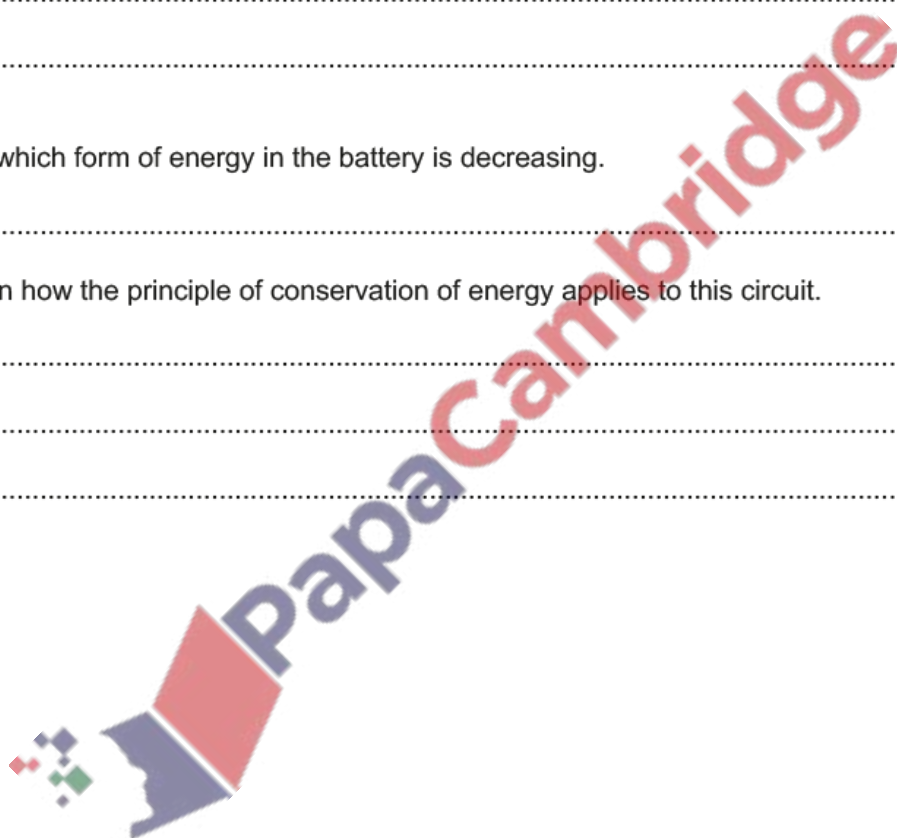 which form of energy in the battery is decreasing.
n how the principle of conservation of energy applies to this circuit.
PapaCambridge